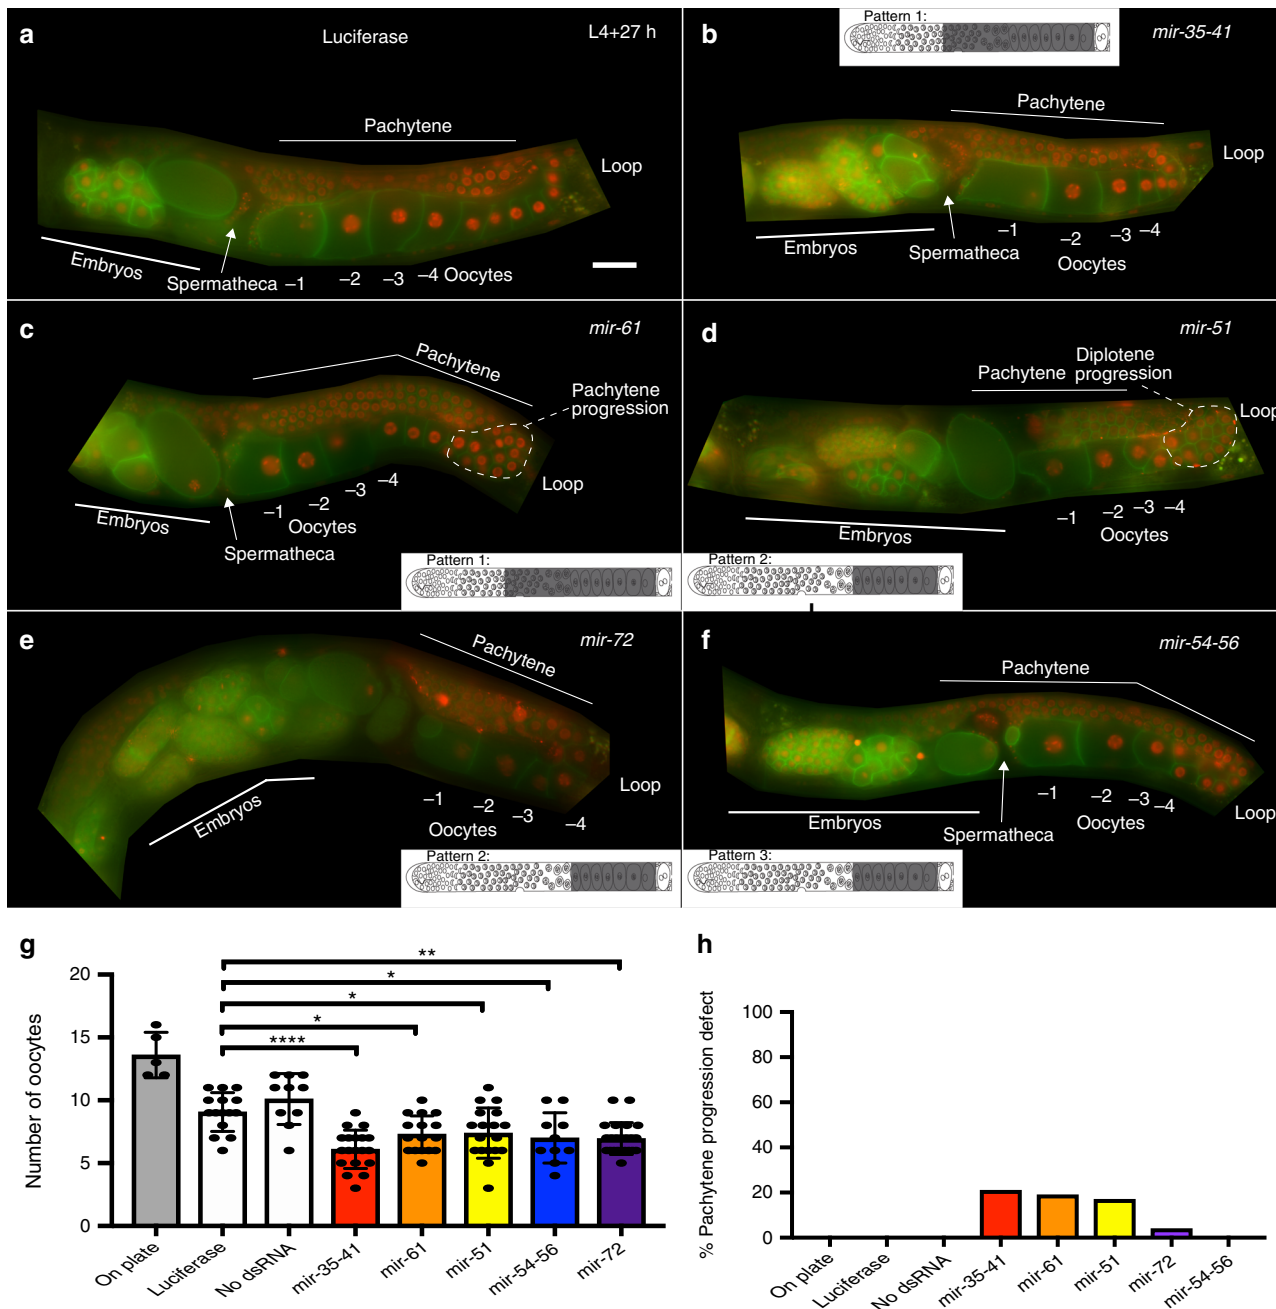 a
Luciferase
L4+27 h
Pachytene
Loop
Embryos
Spermatheca
–1
–2
–3
–4 Oocytes
b
Pattern 1:
mir-35-41
Pachytene
Loop
Embryos
Spermatheca
–1
–2
–3
–4
Oocytes
c
mir-61
Pachytene
Pachytene
progression
Loop
–1
–2
–3
–4
Oocytes
Embryos
Spermatheca
Pattern 1:
d
mir-51
Diplotene
progression
Pachytene
Loop
–1
–2
–3
–4
Oocytes
Embryos
Pattern 2:
e
mir-72
Pachytene
Loop
–1
–2
–3
–4
Oocytes
Embryos
Pattern 2:
f
mir-54-56
Pachytene
Loop
–1
–2
–3
–4
Oocytes
Embryos
Spermatheca
Pattern 3:
g
Number of oocytes
20
15
10
5
0
**
*
*
*
****
On plate
Luciferase
No dsRNA
mir-35-41
mir-61
mir-51
mir-54-56
mir-72
h
% Pachytene progression defect
100
80
60
40
20
0
On plate
Luciferase
No dsRNA
mir-35-41
mir-61
mir-51
mir-72
mir-54-56